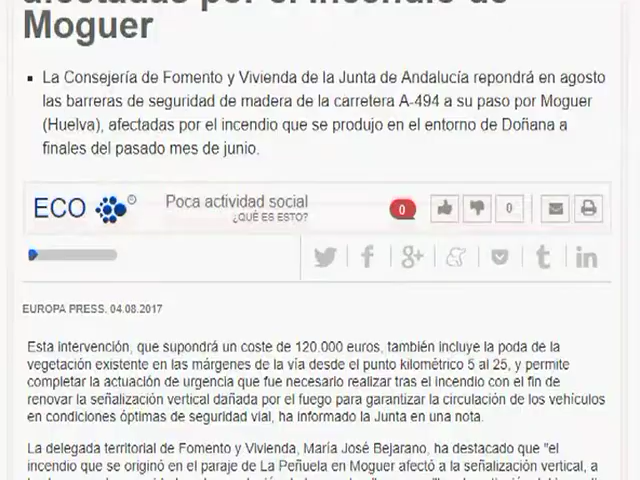 afectadas por el incendio de
Moguer
La Consejería de Fomento y Vivienda de la Junta de Andalucía repondrá en agosto
las barreras de seguridad de madera de la carretera A-494 a su paso por Moguer
(Huelva), afectadas por el incendio que se produjo en el entorno de Doñana a
finales del pasado mes de junio.
ECO
Poca actividad social
¿QUÉ ES ESTO?
0
0
EUROPA PRESS. 04.08.2017
Esta intervención, que supondrá un coste de 120.000 euros, también incluye la poda de la
vegetación existente en las márgenes de la vía desde el punto kilométrico 5 al 25, y permite
completar la actuación de urgencia que fue necesario realizar tras el incendio con el fin de
renovar la señalización vertical dañada por el fuego para garantizar la circulación de los vehículos
en condiciones óptimas de seguridad vial, ha informado la Junta en una nota.
La delegada territorial de Fomento y Vivienda, María José Bejarano, ha destacado que "el
incendio que se originó en el paraje de La Peñuela en Moguer afectó a la señalización vertical, a